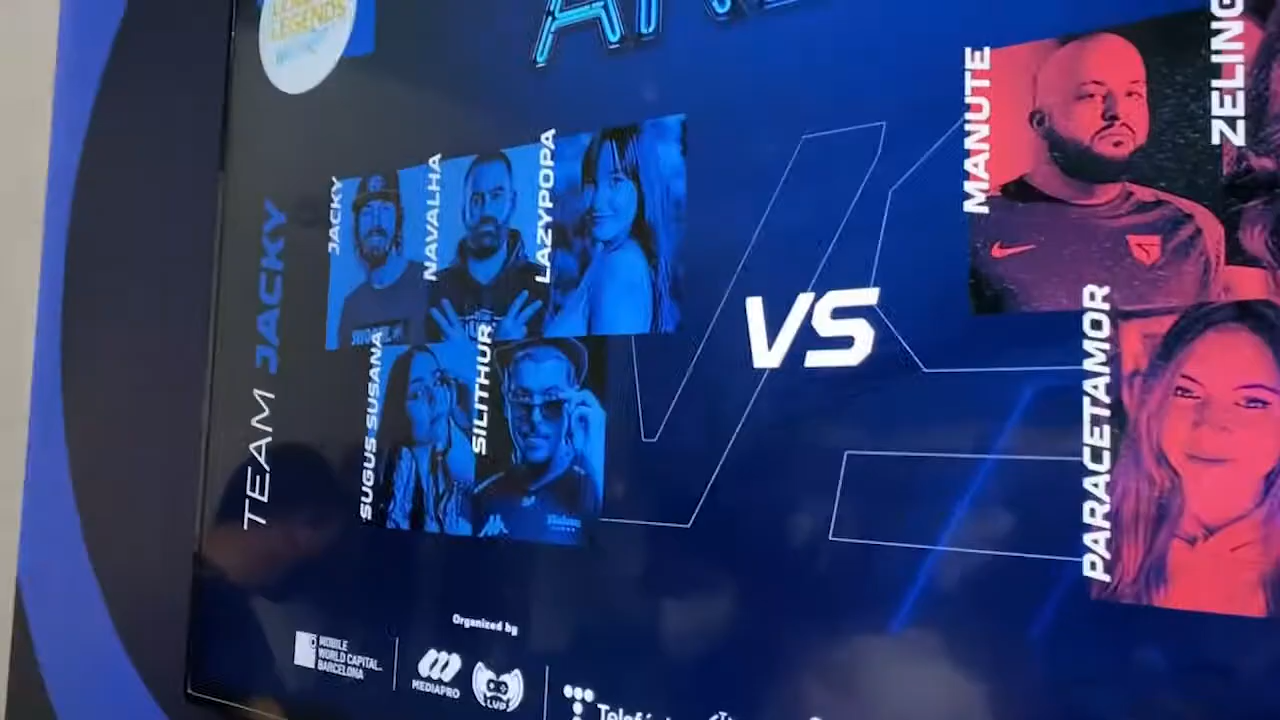 LEGENDS
TEAM JACKY
JACKY
NAVALHA
LAZYPOPA
SUGUS SUSANA
SILITHUR
VS
MANUTE
PARACETAMOR
Organized by
MOBILE
WORLD CAPITAL
BARCELONA
MEDIAPRO
LVP